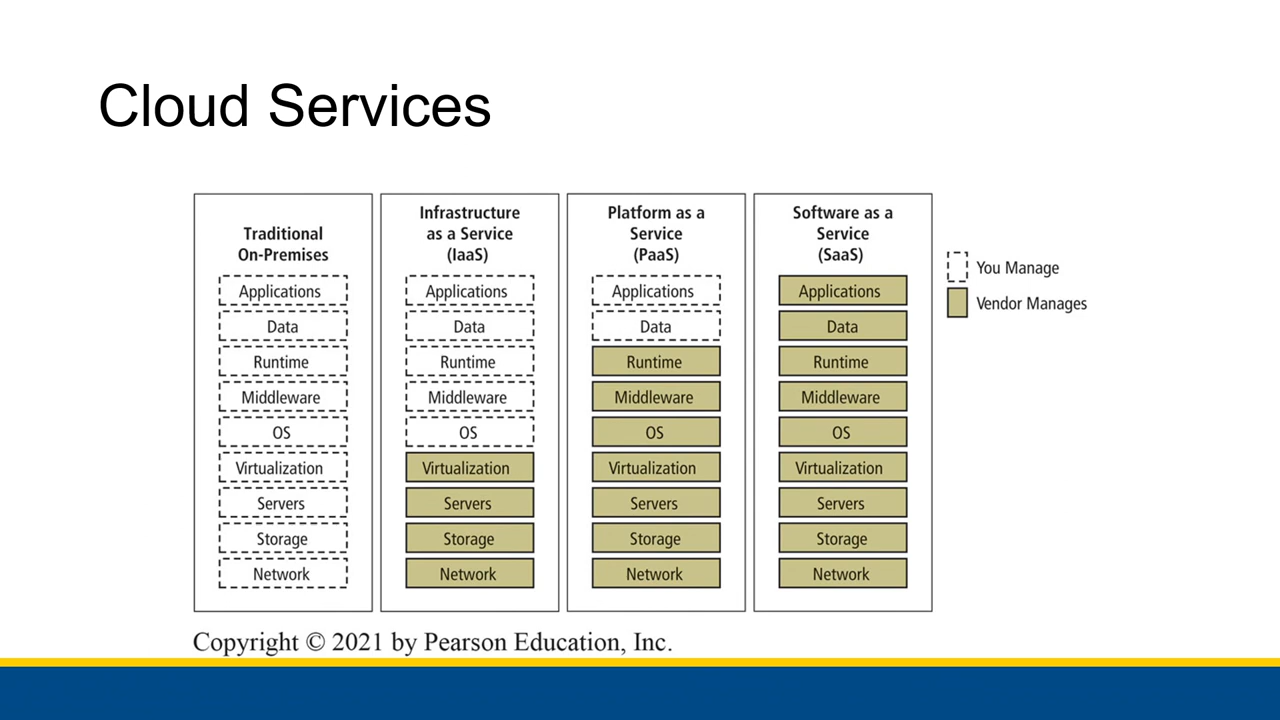 Cloud Services
Traditional
On-Premises
Applications
Data
Runtime
Middleware
OS
Virtualization
Servers
Storage
Network
Infrastructure
as a Service
(IaaS)
Applications
Data
Runtime
Middleware
OS
Virtualization
Servers
Storage
Network
Platform as a
Service
(PaaS)
Applications
Data
Runtime
Middleware
OS
Virtualization
Servers
Storage
Network
Software as a
Service
(SaaS)
Applications
Data
Runtime
Middleware
OS
Virtualization
Servers
Storage
Network
You Manage
Vendor Manages
Copyright © 2021 by Pearson Education, Inc.